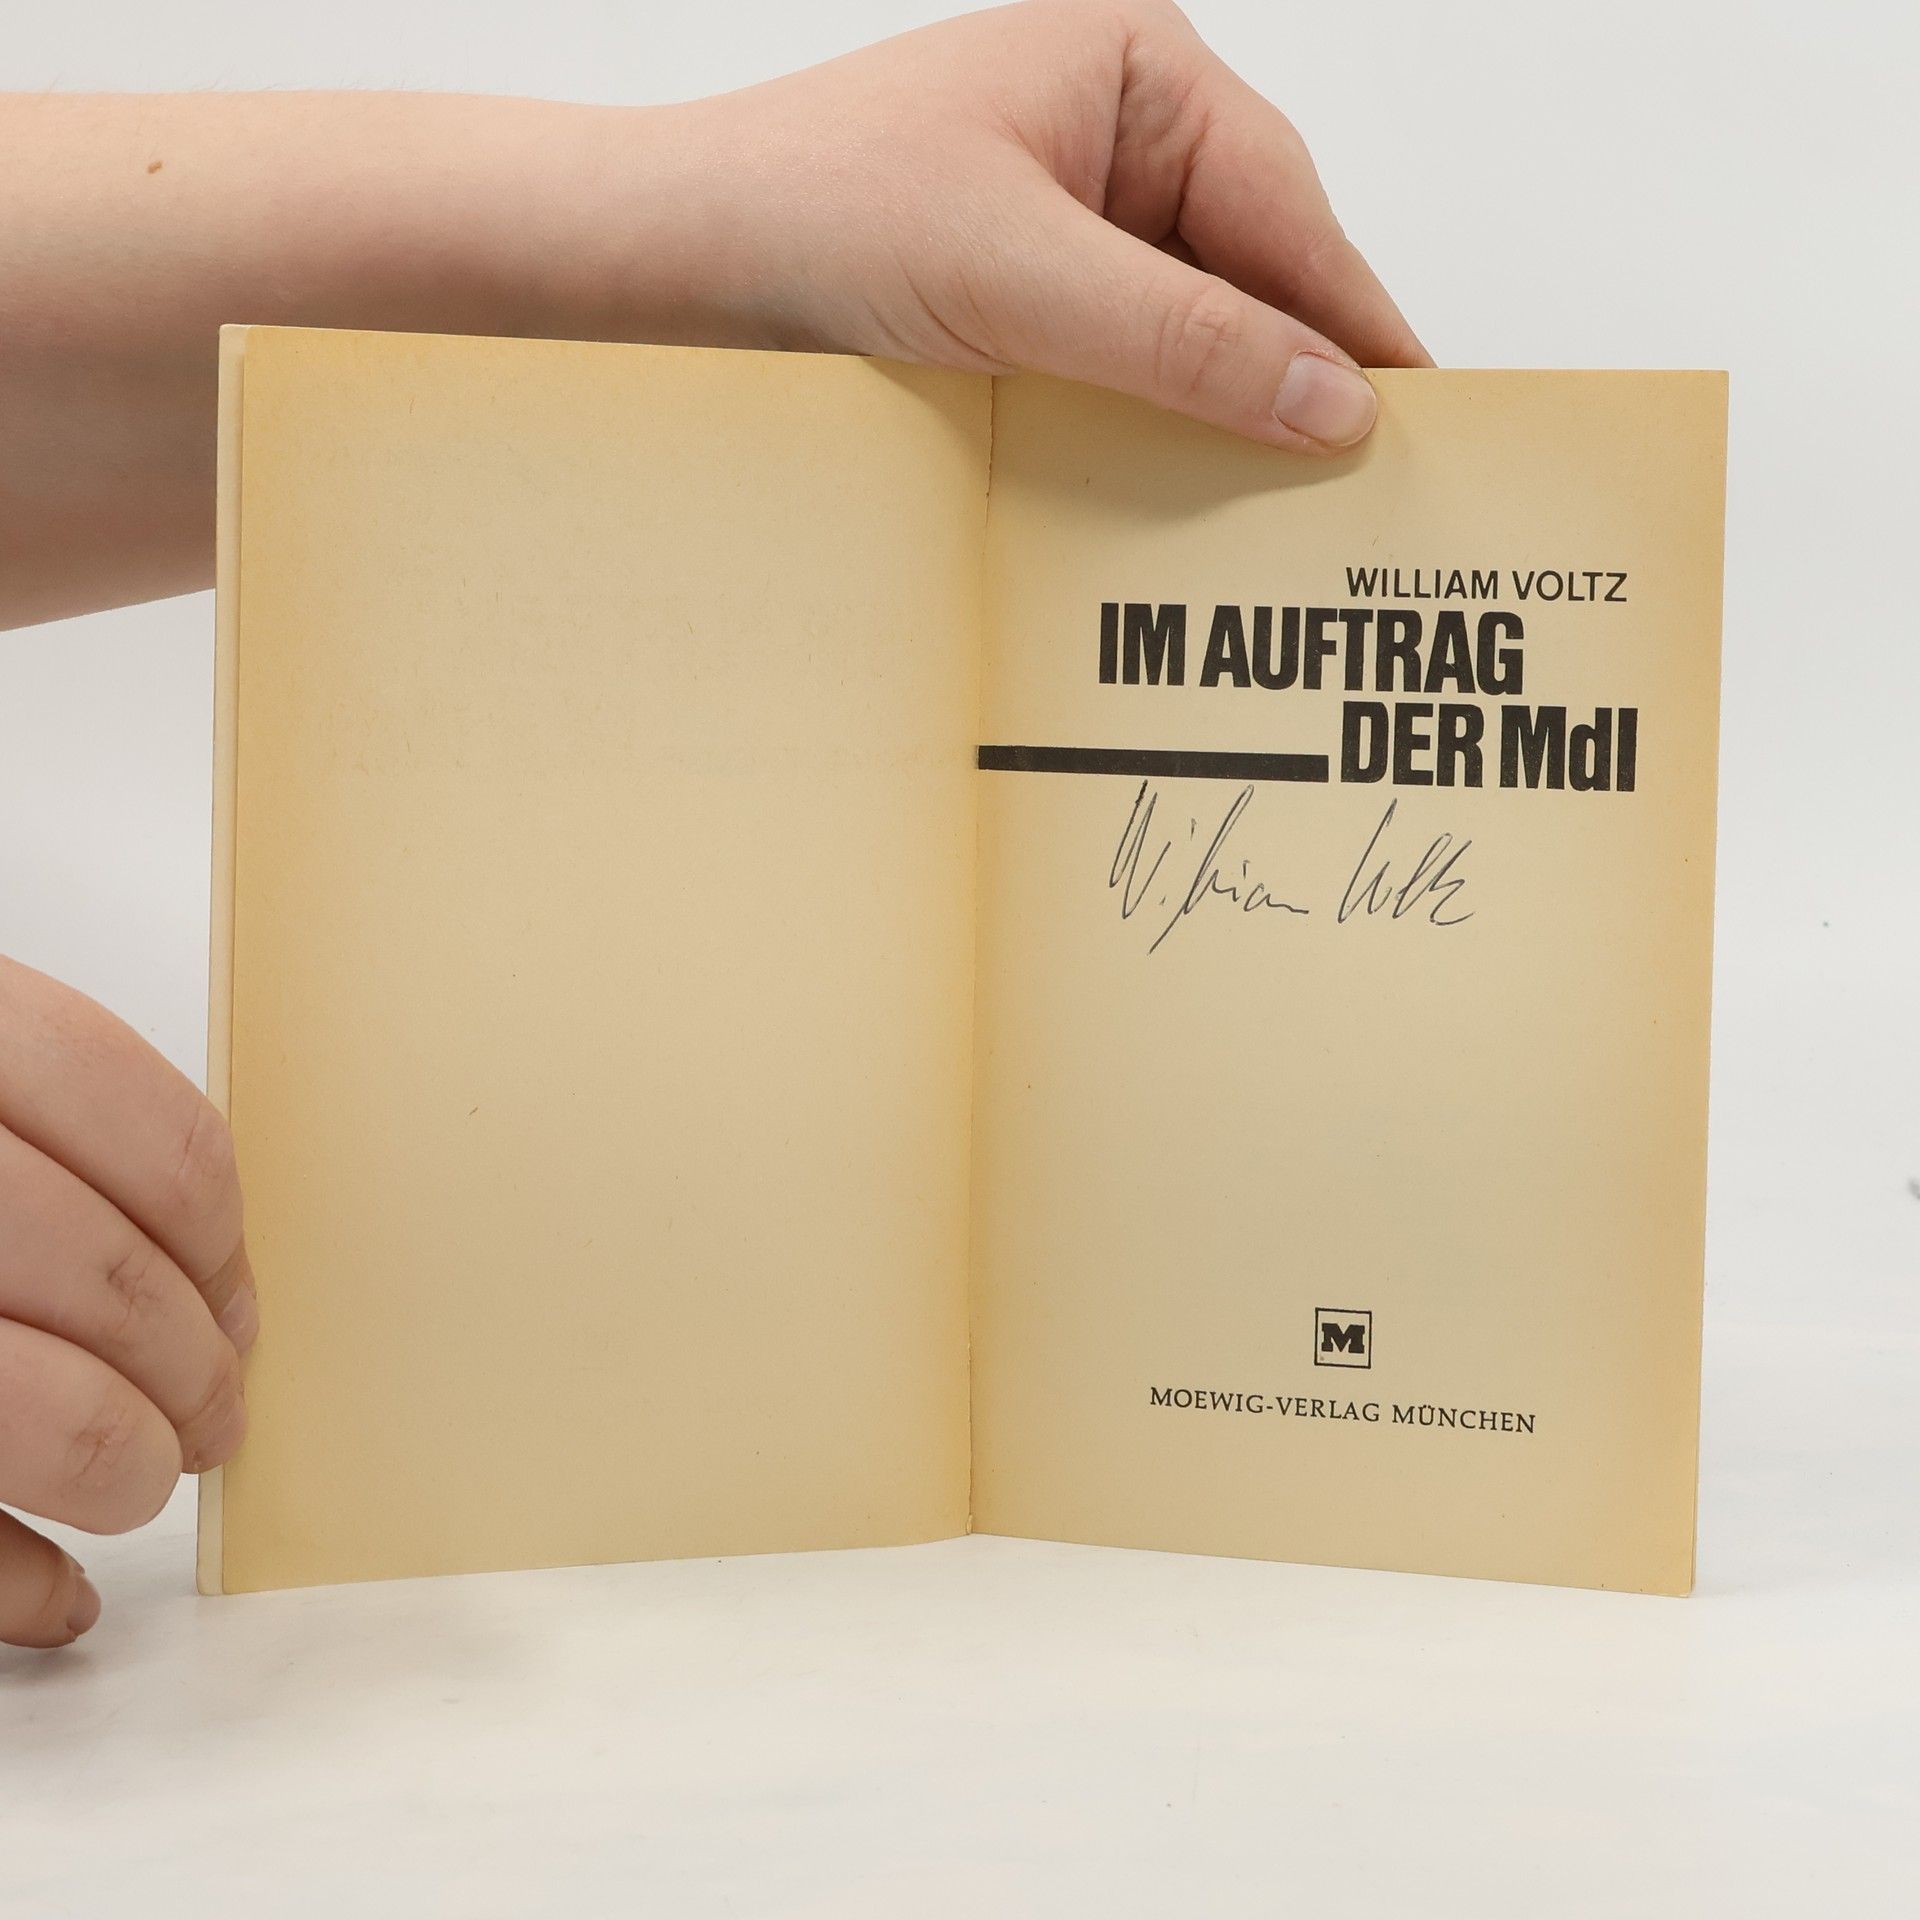 WILLIAM VOLTZ
IM AUFTRAG
DER MdI
William Voltz
M
MOEWIG-VERLAG MÜNCHEN